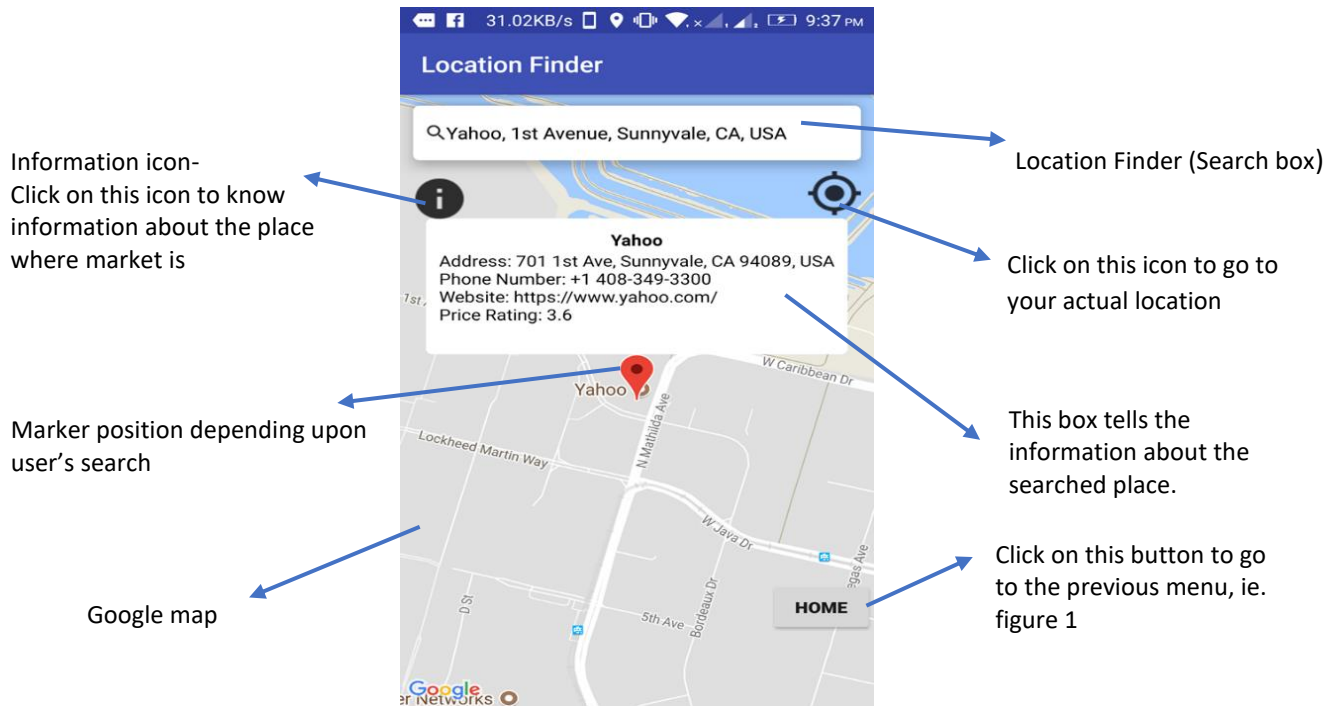 31.02KB/s 9:37 PM
Location Finder
Yahoo, 1st Avenue, Sunnyvale, CA, USA
Location Finder (Search box)
Information icon-
Click on this icon to know
information about the place
where market is
i
Click on this icon to go to
your actual location
Yahoo
Address: 701 1st Ave, Sunnyvale, CA 94089, USA
Phone Number: +1 408-349-3300
Website: https://www.yahoo.com/
Price Rating: 3.6
1st
W Caribbean Dr
Yahoo
N Mathilda Ave
Lockheed Martin Way
Marker position depending upon
user's search
This box tells the
information about the
searched place.
W Java Dr
egas Ave
Click on this button to go
to the previous menu, ie.
figure 1
Google map
D St
5th Ave
Bordeaux Dr
HOME
Google
er Networks